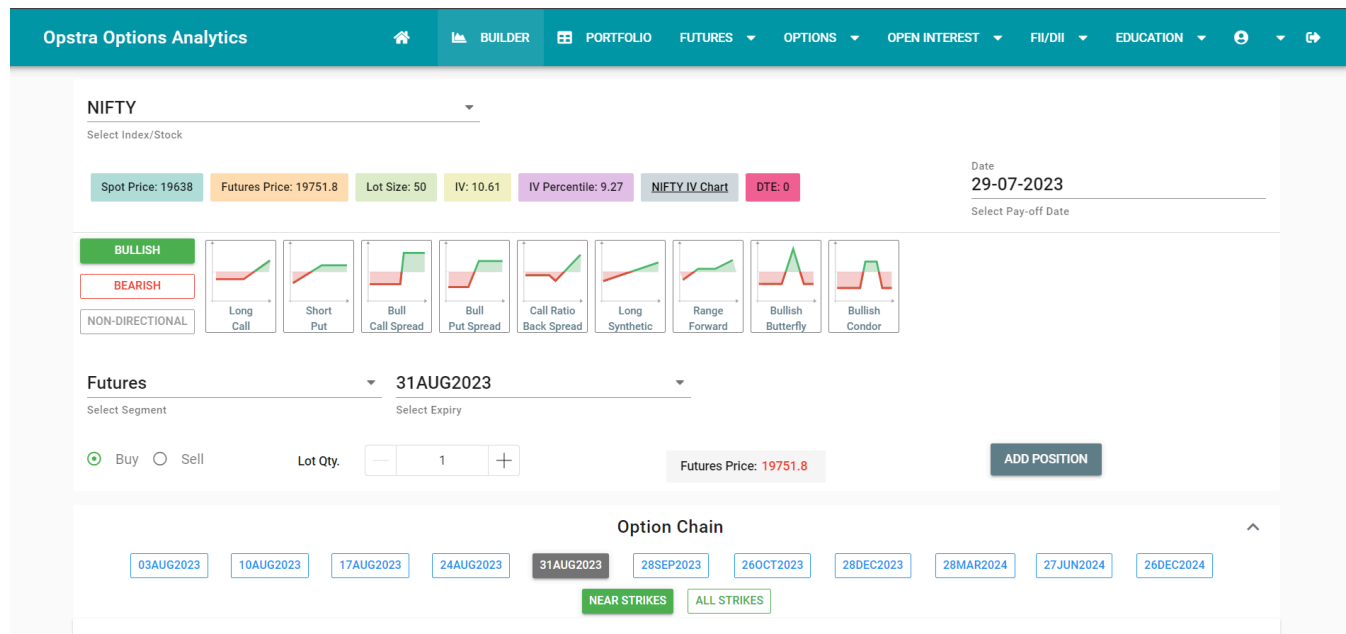 Opstra Options Analytics BUILDER PORTFOLIO FUTURES OPTIONS OPEN INTEREST FII/DII EDUCATION
NIFTY
Select Index/Stock
Date
Spot Price: 19638 Futures Price: 19751.8 Lot Size: 50 IV: 10.61 IV Percentile: 9.27 NIFTY IV Chart DTE: 0
29-07-2023
Select Pay-off Date
BULLISH
BEARISH
NON-DIRECTIONAL
Long Call
Short Put
Bull Call Spread
Bull Put Spread
Call Ratio Back Spread
Long Synthetic
Range Forward
Bullish Butterfly
Bullish Condor
Futures 31AUG2023
Select Segment Select Expiry
Buy Sell Lot Qty. 1 Futures Price: 19751.8 ADD POSITION
Option Chain
03AUG2023 10AUG2023 17AUG2023 24AUG2023 31AUG2023 28SEP2023 26OCT2023 28DEC2023 28MAR2024 27JUN2024 26DEC2024
NEAR STRIKES ALL STRIKES